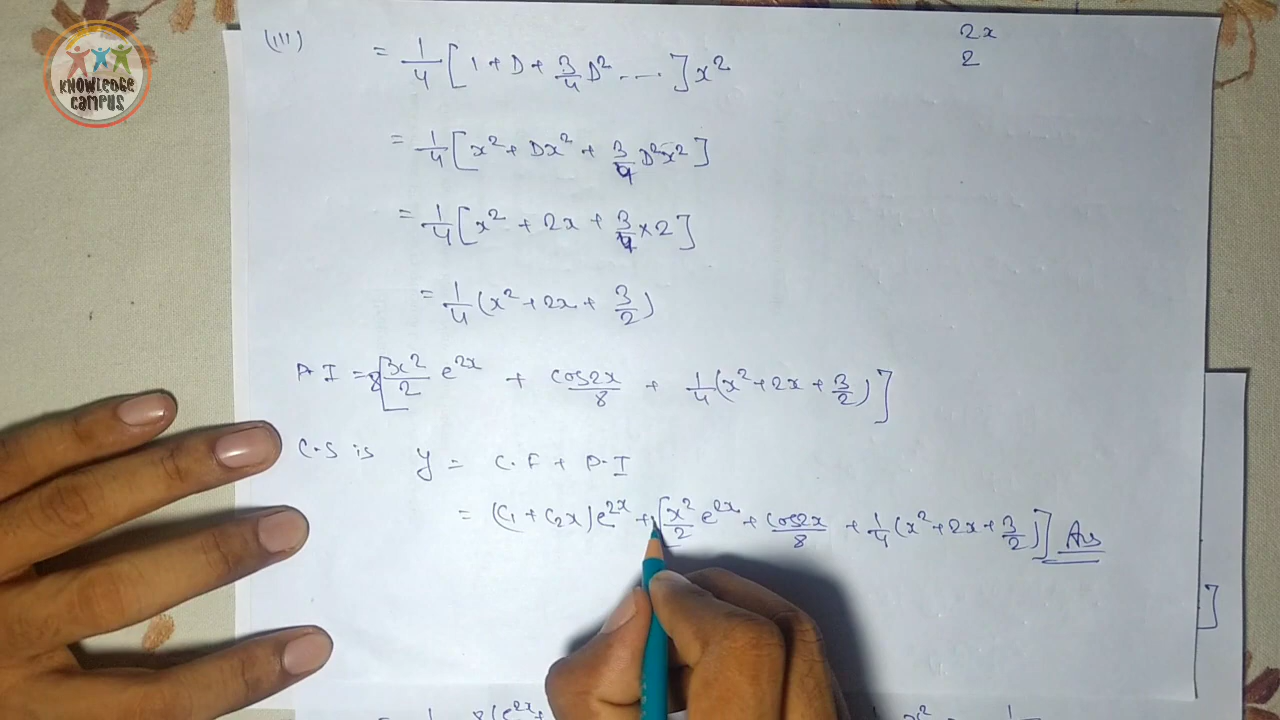 KNOWLEDGE
CAMPUS
(III) = 1/4 [ 1 + D + 3/4 D² .... ] x²
2x
2
= 1/4 [ x² + Dx² + 3/4 D²x² ]
= 1/4 [ x² + 2x + 3/4 × 2 ]
= 1/4 ( x² + 2x + 3/2 )
P.I = 8 [ x²/2 e^2x + cos2x/8 + 1/4 (x² + 2x + 3/2) ]
C.S is y = C.F + P.I
= (C₁ + C₂x) e^2x + [ x²/2 e^2x + cos2x/8 + 1/4 (x² + 2x + 3/2) ] Ans
]